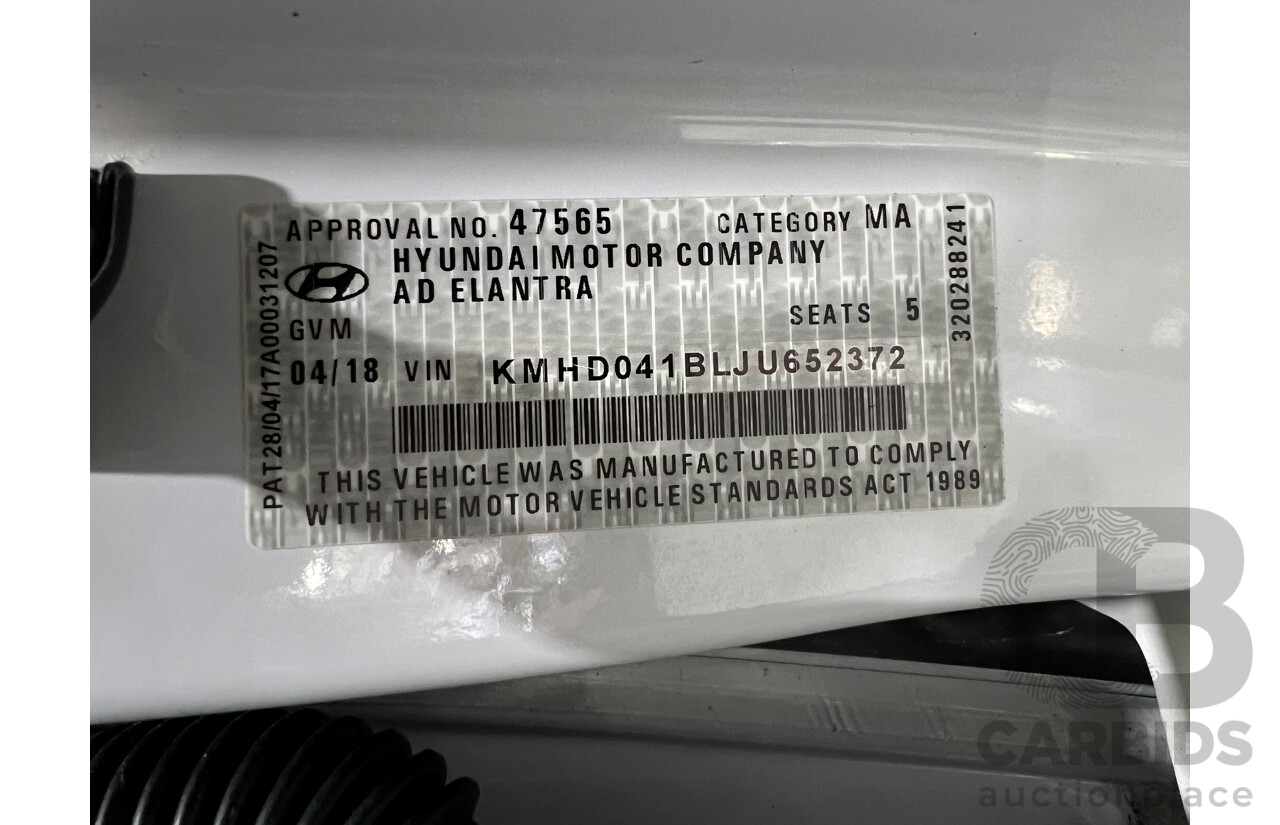 APPROVAL NO. 47565 CATEGORY MA
HYUNDAI MOTOR COMPANY
AD ELANTRA
SEATS 5
GVM
04/18 VIN KMHD041BLJU652372
THIS VEHICLE WAS MANUFACTURED TO COMPLY
WITH THE MOTOR VEHICLE STANDARDS ACT 1989
PAT28/04/17A00031207
320288241
CARBIDS
auctionplace